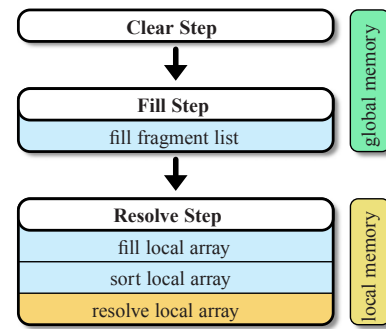 Clear Step
Fill Step
fill fragment list
global memory
Resolve Step
fill local array
sort local array
resolve local array
local memory